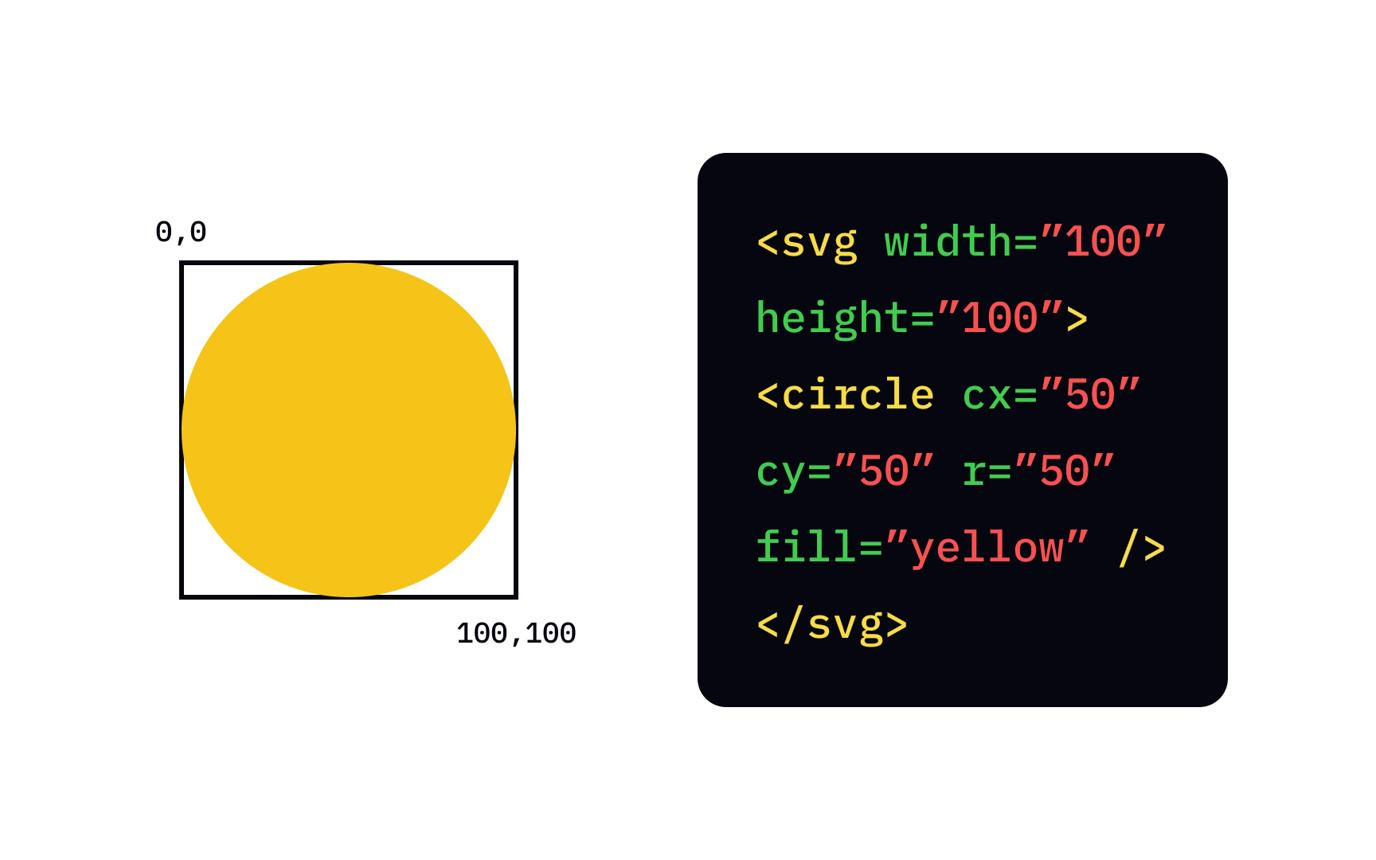 0,0
100,100
<svg width=”100”
height=”100”>
<circle cx=”50”
cy=”50” r=”50”
fill=”yellow” />
</svg>